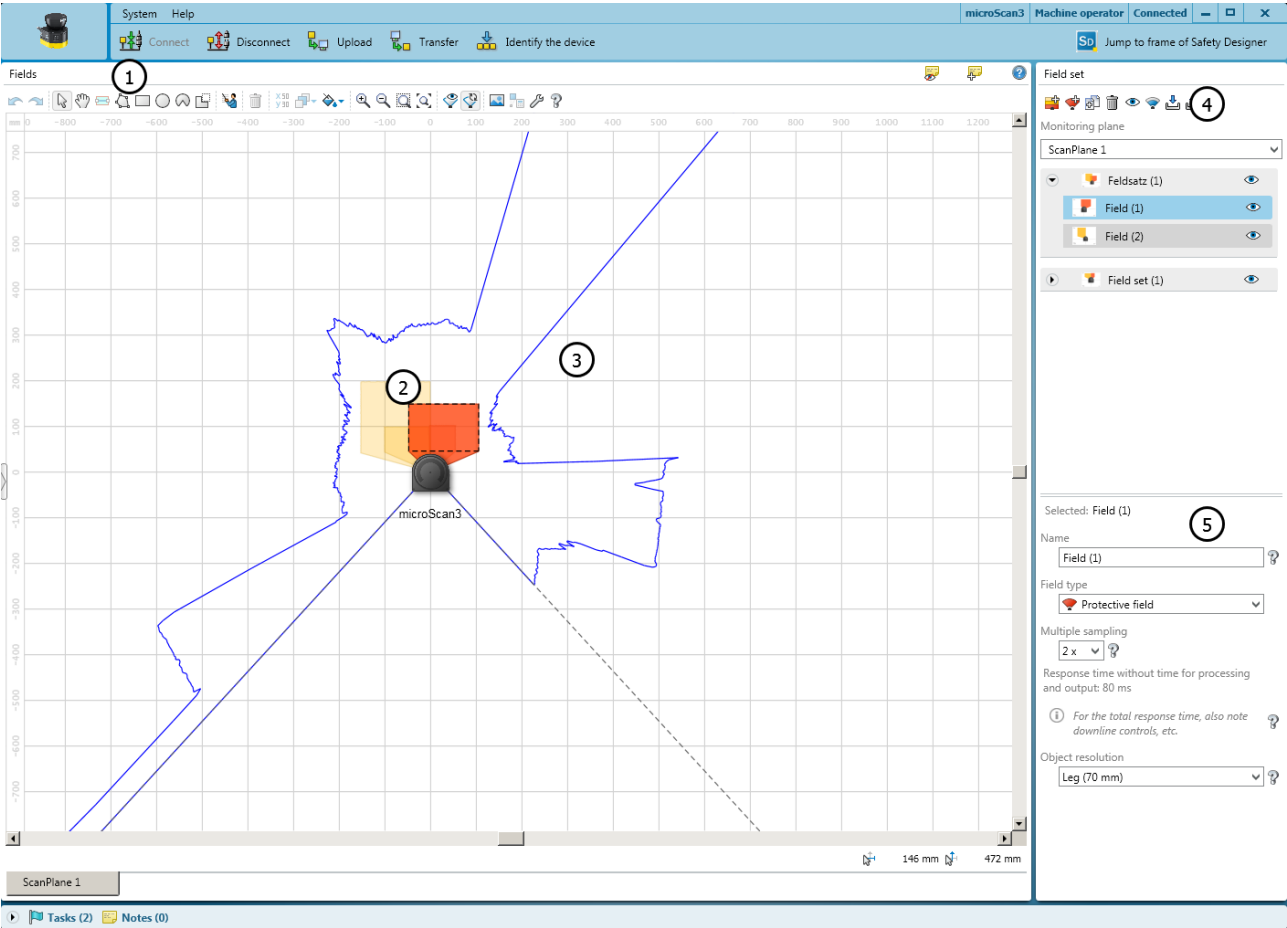 System Help
microScan3 Machine operator Connected
Connect Disconnect Upload Transfer Identify the device
SD Jump to frame of Safety Designer
Fields
1
Field set
4
mm -800 -700 -600 -500 -400 -300 -200 -100 0 100 200 300 400 500 600 700 800 900 1000 1100 1200
Monitoring plane
ScanPlane 1
Feldsatz (1)
Field (1)
Field (2)
Field set (1)
700
600
500
400
300
200
100
0
-100
-200
-300
-400
-500
-600
-700
3
2
microScan3
Selected: Field (1)
5
Name
Field (1)
Field type
Protective field
Multiple sampling
2 x
Response time without time for processing
and output: 80 ms
For the total response time, also note
downline controls, etc.
Object resolution
Leg (70 mm)
146 mm 472 mm
ScanPlane 1
Tasks (2) Notes (0)